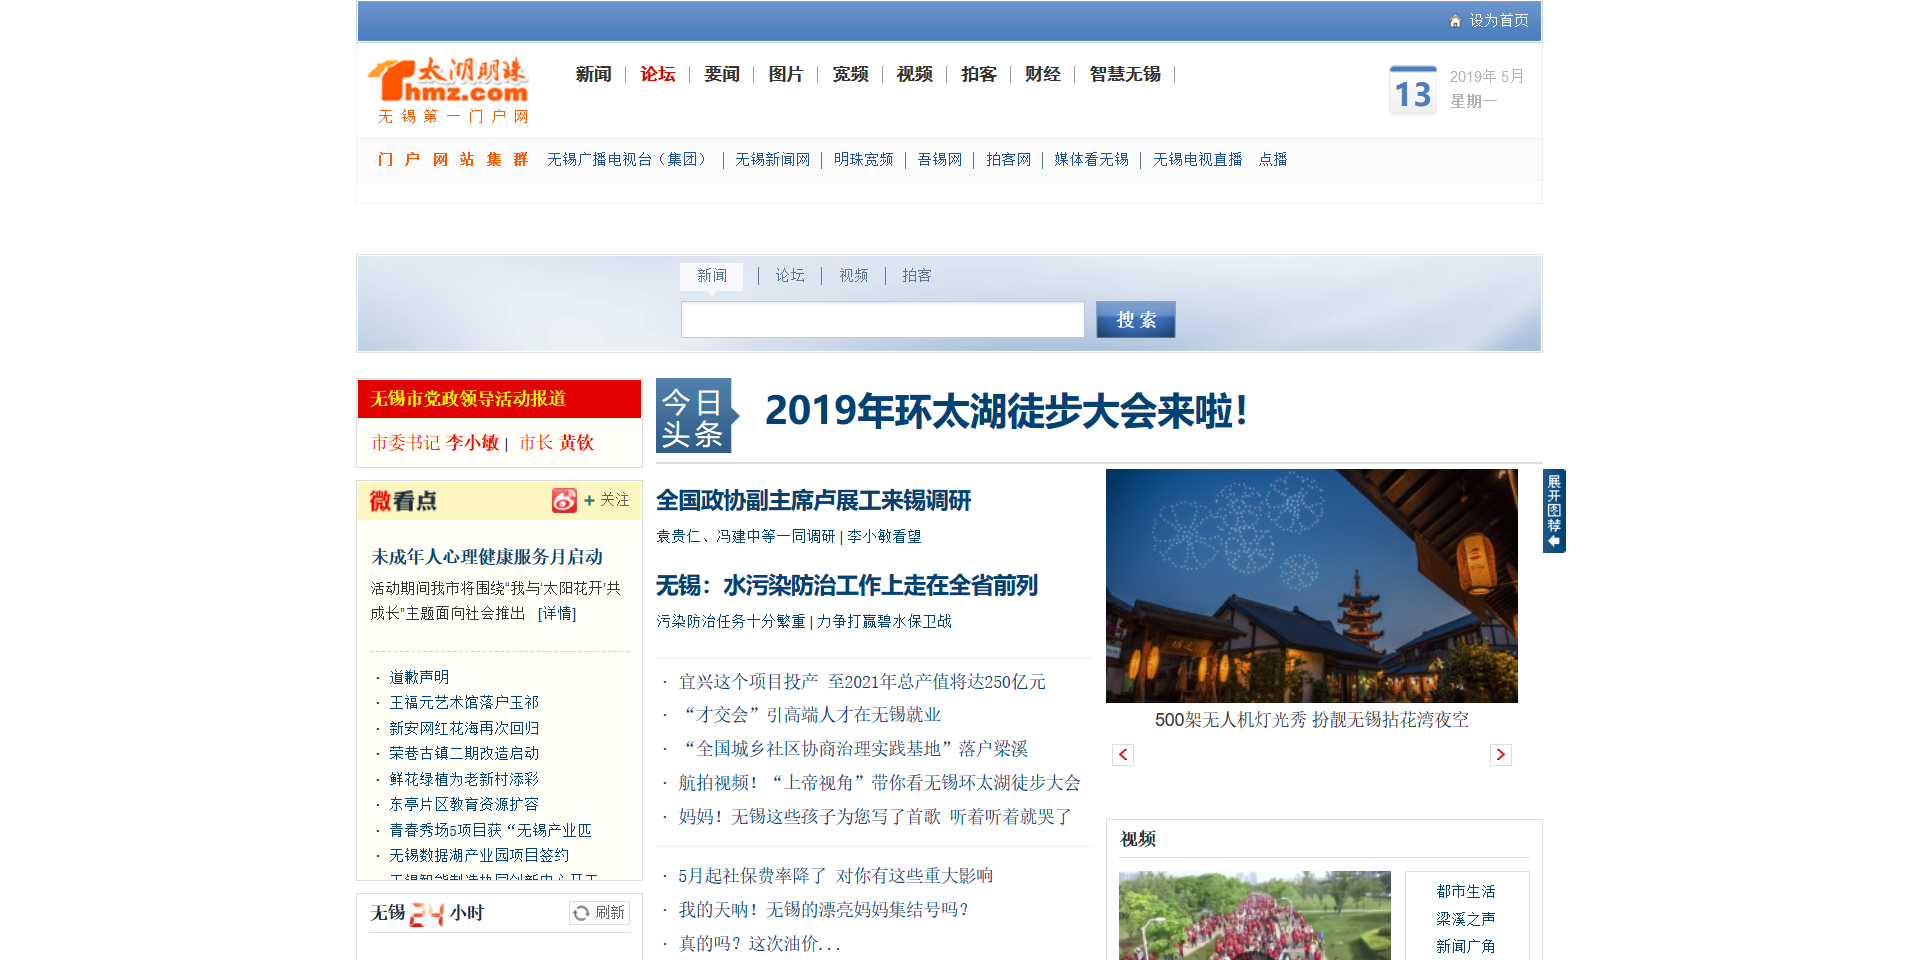 设为首页
太湖明珠
Thmz.com
无锡第一门户网
新闻 论坛 要闻 图片 宽频 视频 拍客 财经 智慧无锡
13
2019年 5月
星期一
门户网站集群 无锡广播电视台（集团） 无锡新闻网 明珠宽频 吾锡网 拍客网 媒体看无锡 无锡电视直播 点播
新闻 论坛 视频 拍客
搜 索
无锡市党政领导活动报道
市委书记 李小敏 | 市长 黄钦
微看点
+ 关注
未成年人心理健康服务月启动
活动期间我市将围绕“我与‘太阳花开’共
成长”主题面向社会推出 [详情]
· 道歉声明
· 王福元艺术馆落户玉祁
· 新安网红花海再次回归
· 荣巷古镇二期改造启动
· 鲜花绿植为老新村添彩
· 东亭片区教育资源扩容
· 青春秀场5项目获“无锡产业匹
· 无锡数据湖产业园项目签约
· 无锡智能制造协同创新中心开工
无锡24小时
刷新
今日
头条
2019年环太湖徒步大会来啦！
全国政协副主席卢展工来锡调研
袁贵仁、冯建中等一同调研 | 李小敏看望
无锡：水污染防治工作上走在全省前列
污染防治任务十分繁重 | 力争打赢碧水保卫战
· 宜兴这个项目投产 至2021年总产值将达250亿元
· “才交会”引高端人才在无锡就业
· “全国城乡社区协商治理实践基地”落户梁溪
· 航拍视频！“上帝视角”带你看无锡环太湖徒步大会
· 妈妈！无锡这些孩子为您写了首歌 听着听着就哭了
· 5月起社保费率降了 对你有这些重大影响
· 我的天呐！无锡的漂亮妈妈集结号吗？
· 真的吗？这次油价...
500架无人机灯光秀 扮靓无锡拈花湾夜空
展开图荐
视频
都市生活
梁溪之声
新闻广角